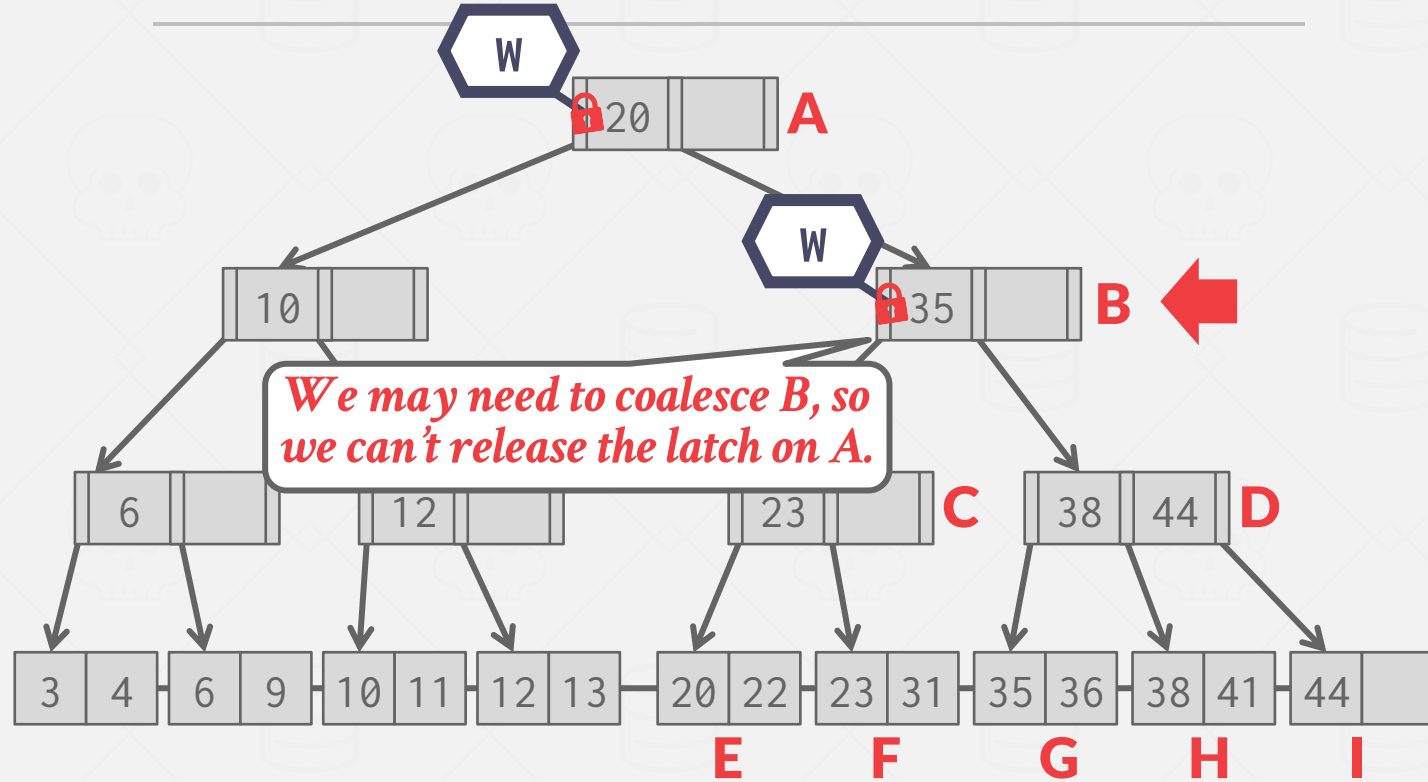 W
20
A
W
10
35
B
We may need to coalesce B, so
we can't release the latch on A.
6
12
23
C
38 44
D
3 4
6 9
10 11
12 13
20 22
23 31
35 36
38 41
44
E
F
G
H
I